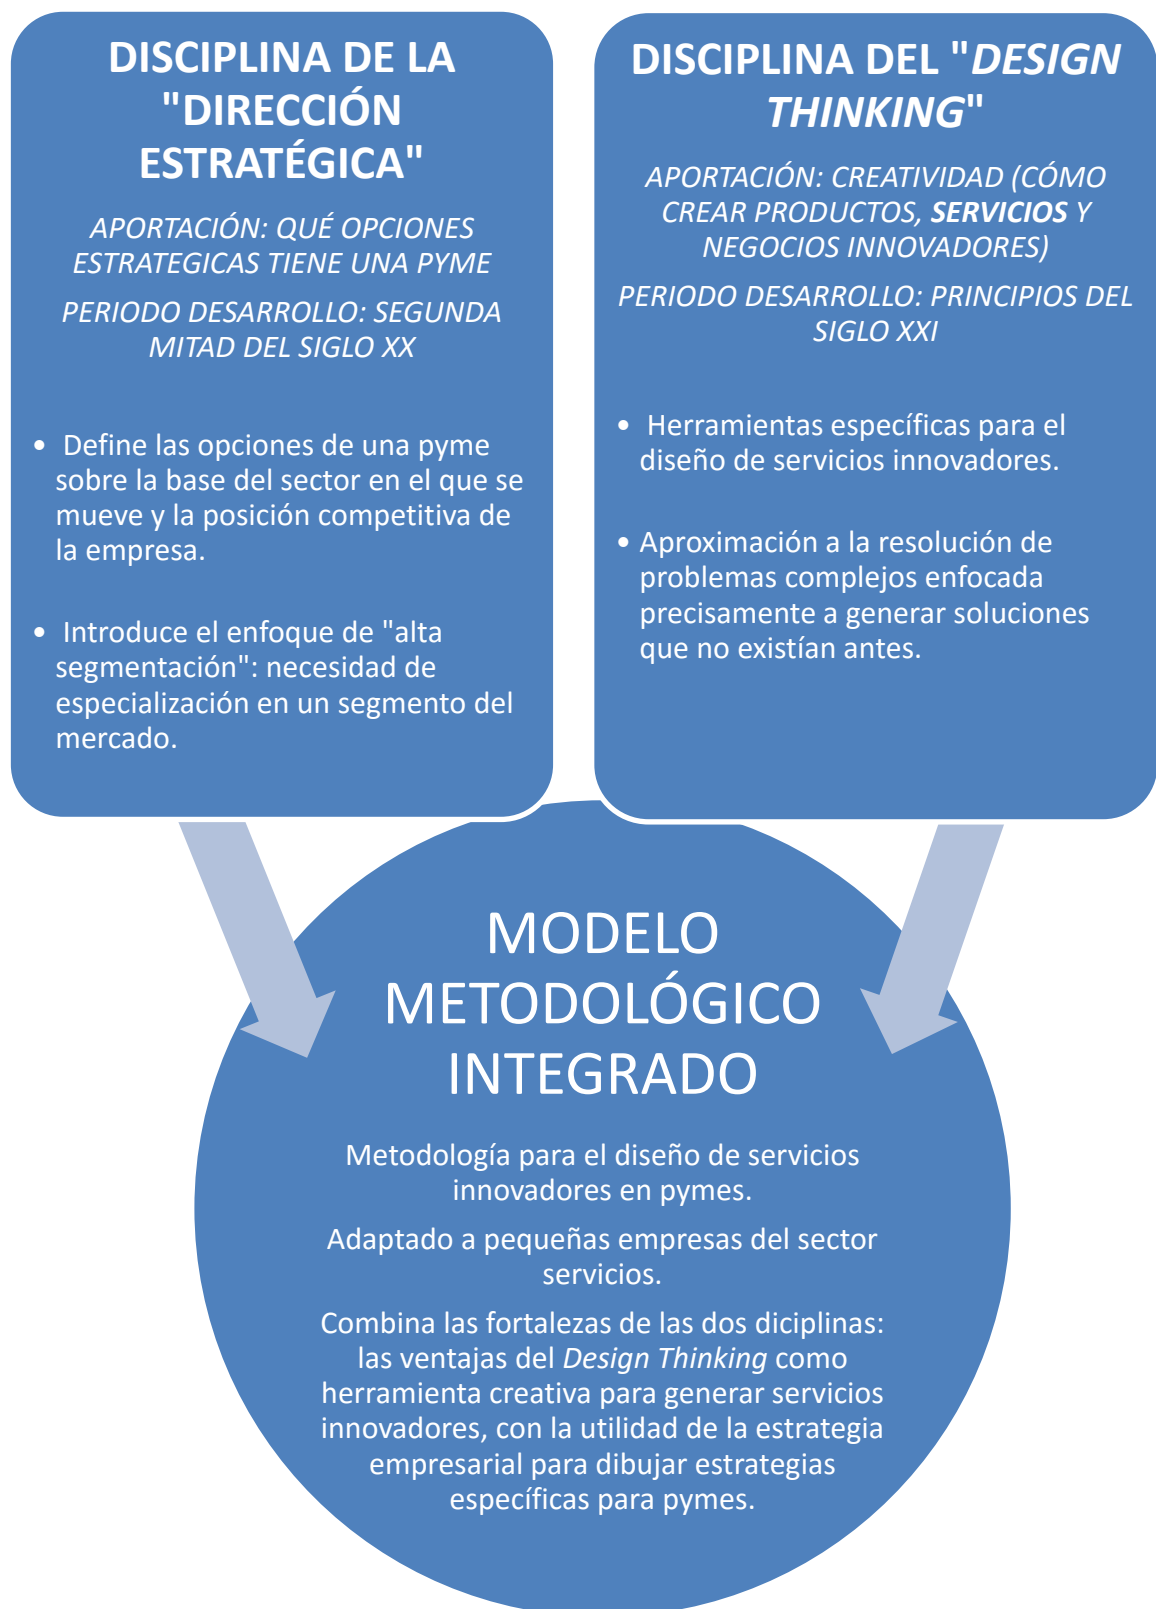 DISCIPLINA DE LA
"DIRECCIÓN
ESTRATÉGICA"
APORTACIÓN: QUÉ OPCIONES
ESTRATEGICAS TIENE UNA PYME
PERIODO DESARROLLO: SEGUNDA
MITAD DEL SIGLO XX
• Define las opciones de una pyme
sobre la base del sector en el que se
mueve y la posición competitiva de
la empresa.
• Introduce el enfoque de "alta
segmentación": necesidad de
especialización en un segmento del
mercado.
DISCIPLINA DEL "DESIGN
THINKING"
APORTACIÓN: CREATIVIDAD (CÓMO
CREAR PRODUCTOS, SERVICIOS Y
NEGOCIOS INNOVADORES)
PERIODO DESARROLLO: PRINCIPIOS DEL
SIGLO XXI
• Herramientas específicas para el
diseño de servicios innovadores.
• Aproximación a la resolución de
problemas complejos enfocada
precisamente a generar soluciones
que no existían antes.
MODELO
METODOLÓGICO
INTEGRADO
Metodología para el diseño de servicios
innovadores en pymes.
Adaptado a pequeñas empresas del sector
servicios.
Combina las fortalezas de las dos diciplinas:
las ventajas del Design Thinking como
herramienta creativa para generar servicios
innovadores, con la utilidad de la estrategia
empresarial para dibujar estrategias
específicas para pymes.